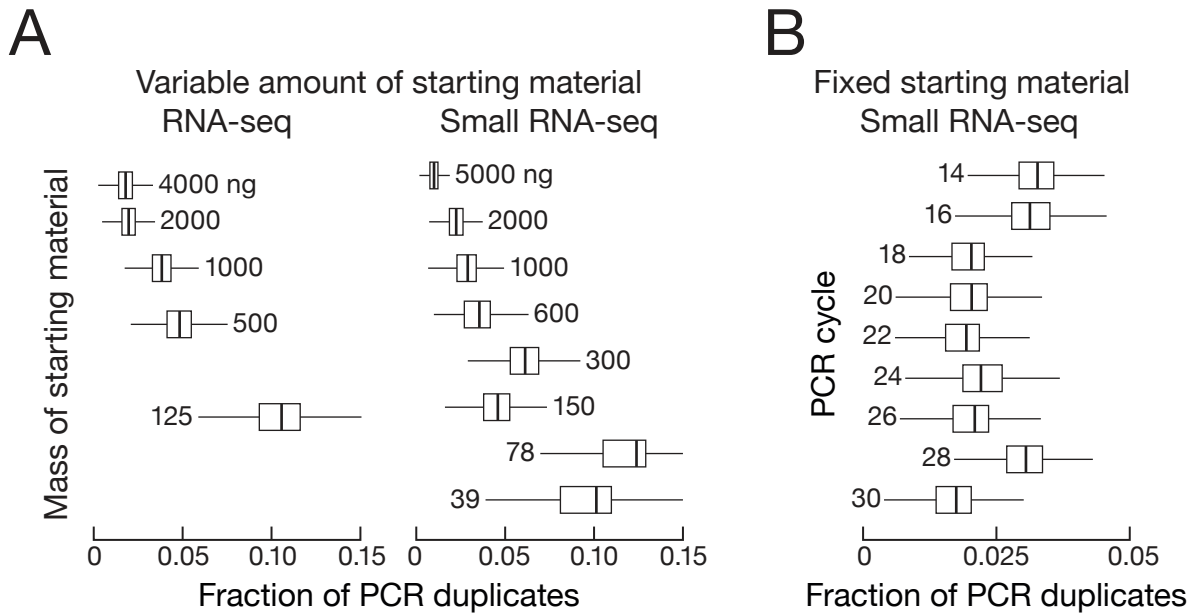 A
Variable amount of starting material
RNA-seq
Small RNA-seq
Mass of starting material
4000 ng
2000
1000
500
125
0
0.05
0.10
0.15
5000 ng
2000
1000
600
300
150
78
39
0
0.05
0.10
0.15
Fraction of PCR duplicates
B
Fixed starting material
Small RNA-seq
PCR cycle
14
16
18
20
22
24
26
28
30
0
0.025
0.05
Fraction of PCR duplicates